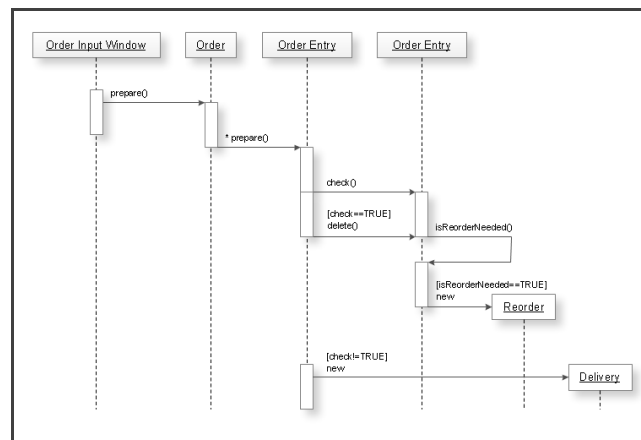 Order Input Window
Order
Order Entry
Order Entry
prepare()
* prepare()
check()
[check==TRUE]
delete()
isReorderNeeded()
[isReorderNeeded==TRUE]
new
Reorder
[check!=TRUE]
new
Delivery